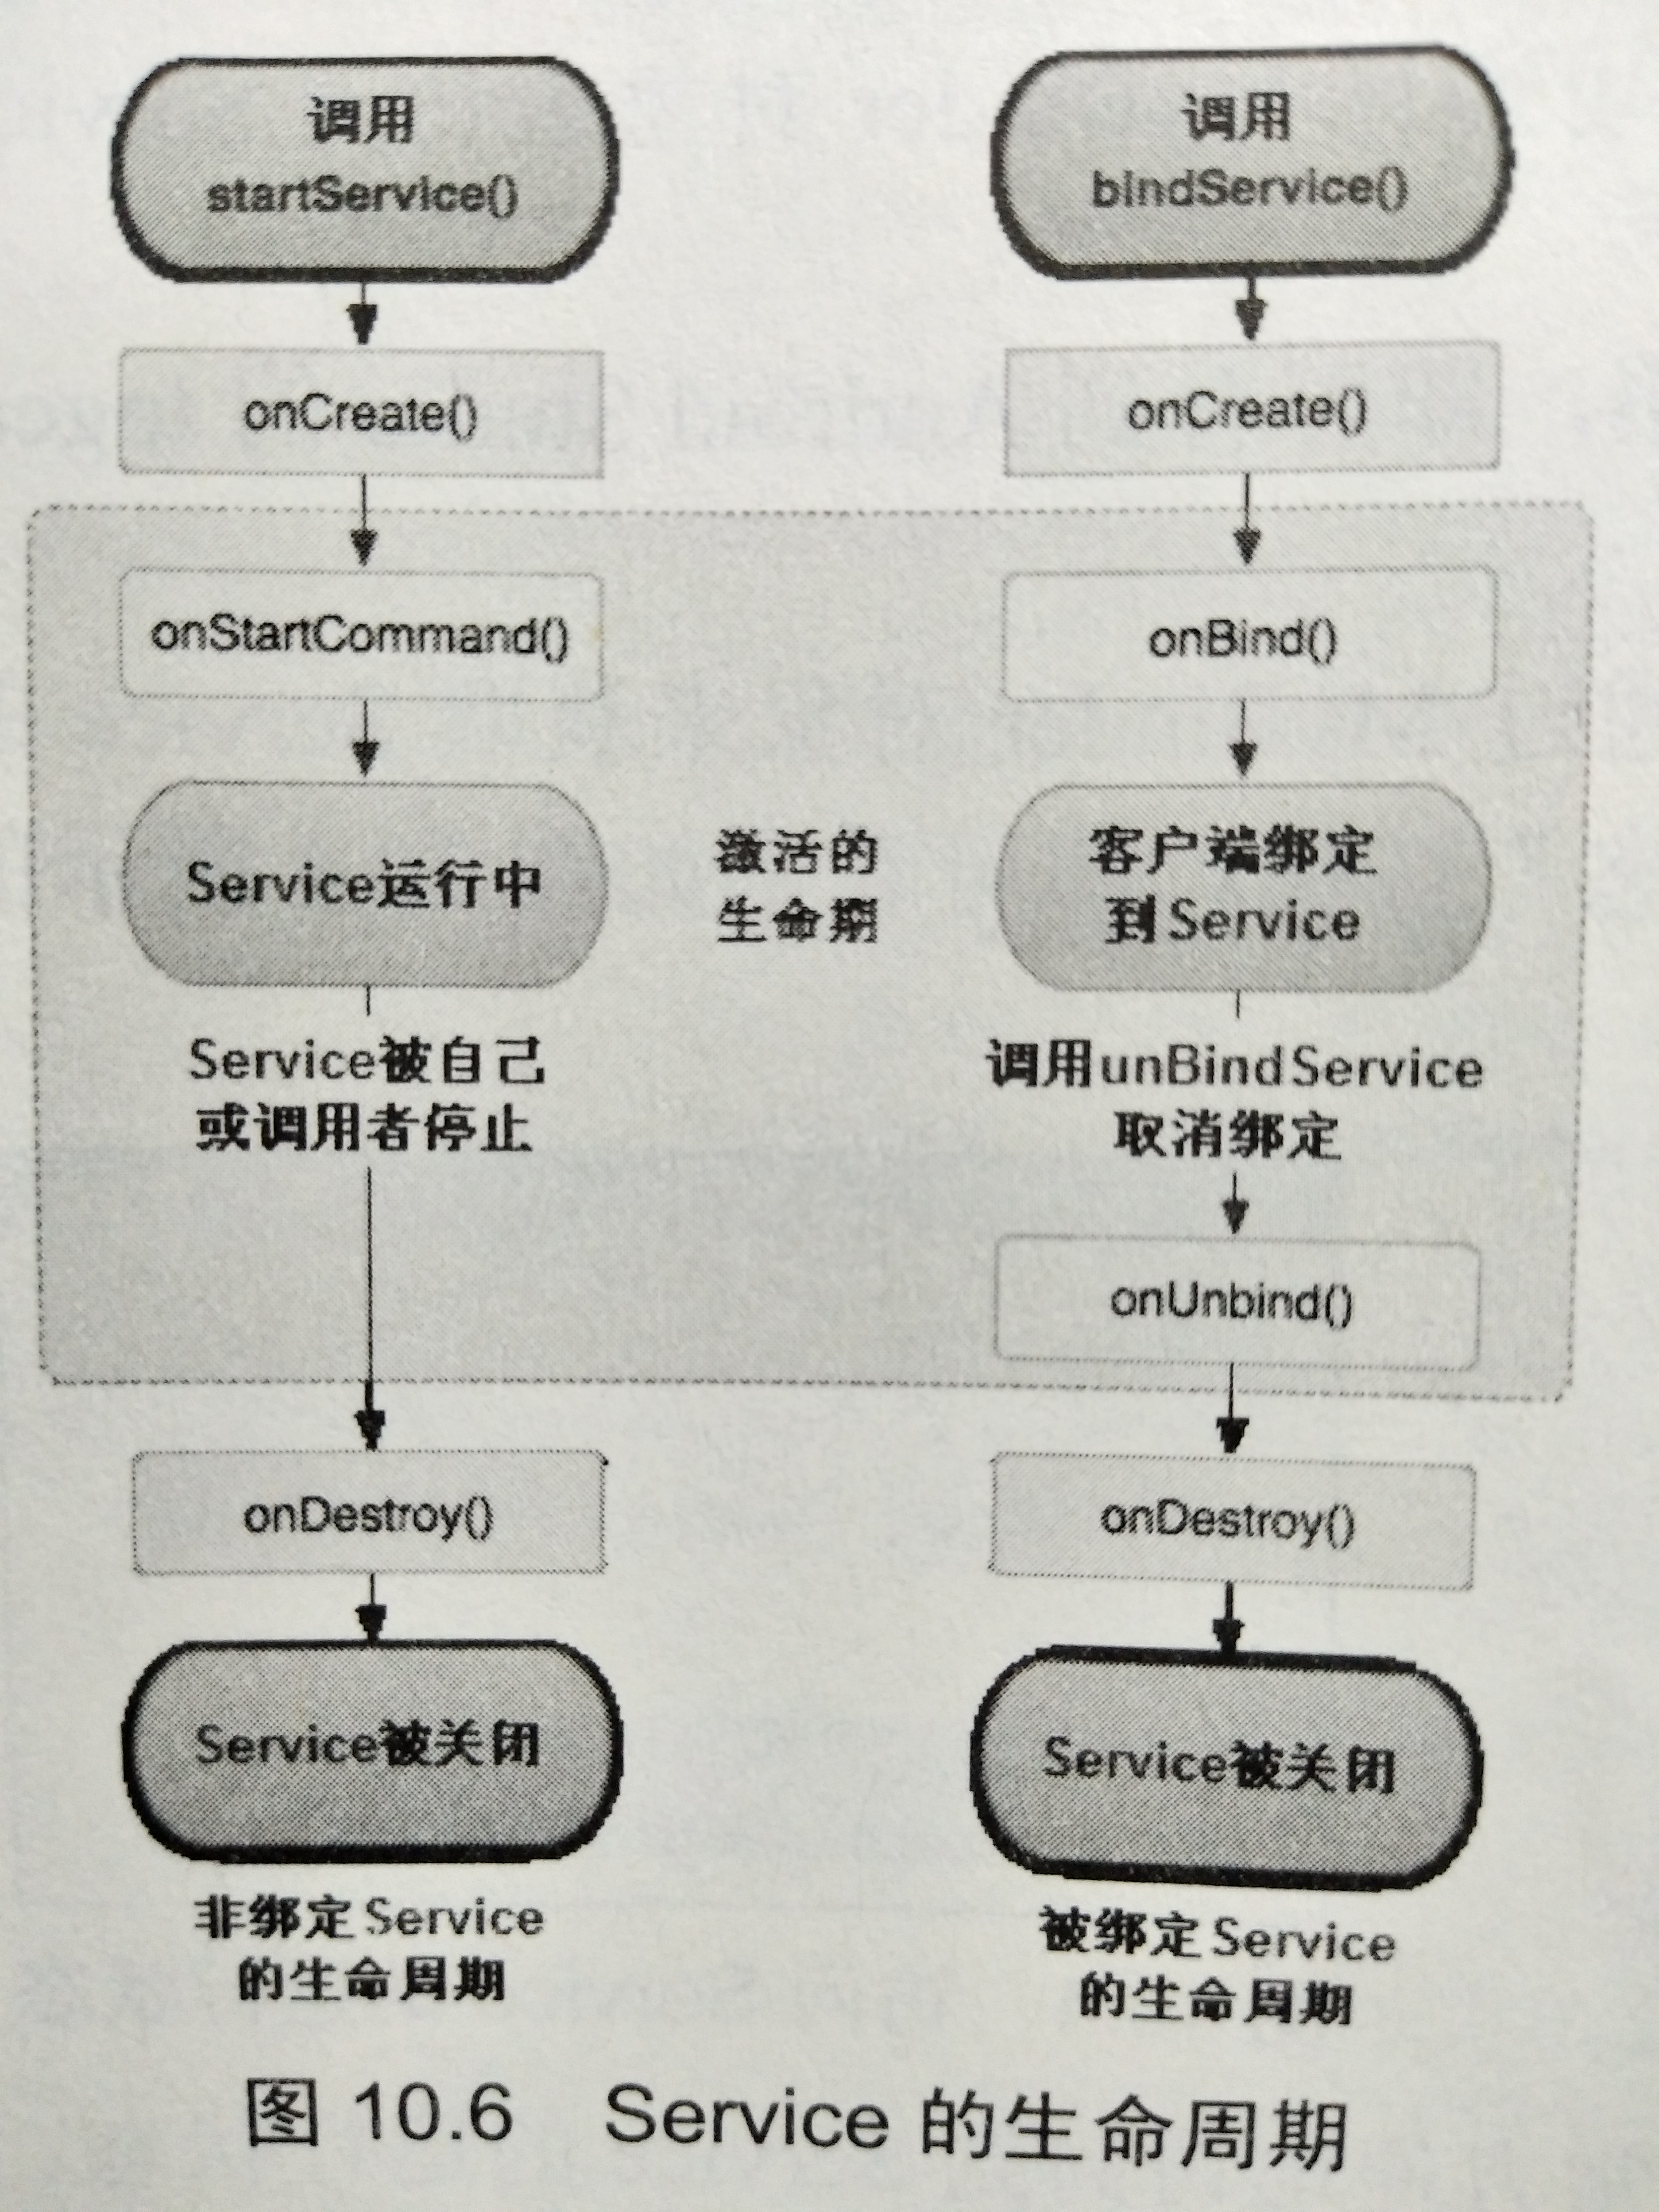 调用
startService()
onCreate()
onStartCommand()
Service运行中
Service被自己
或调用者停止
onDestroy()
Service被关闭
非绑定Service
的生命周期
激活的
生命期
调用
bindService()
onCreate()
onBind()
客户端绑定
到Service
调用unBindService
取消绑定
onUnbind()
onDestroy()
Service被关闭
被绑定Service
的生命周期
图 10.6 Service 的生命周期